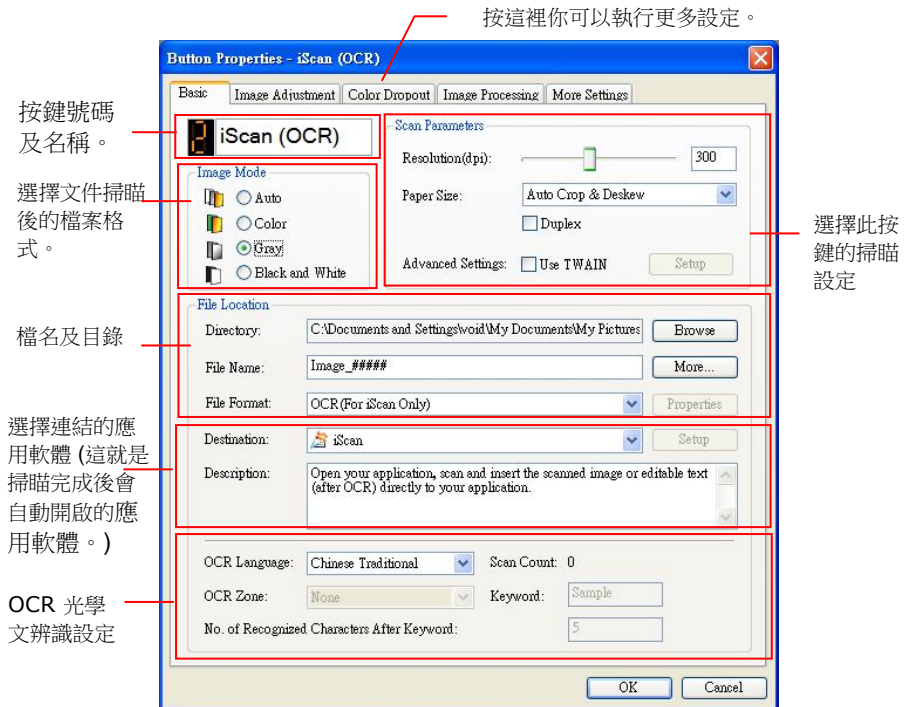 按這裡你可以執行更多設定。
Button Properties - iScan (OCR)
Basic Image Adjustment Color Dropout Image Processing More Settings
按鍵號碼
及名稱。
2 iScan (OCR)
選擇文件掃瞄
後的檔案格
式。
Image Mode
Auto
Color
Gray
Black and White
Scan Parameters
Resolution(dpi): 300
Paper Size: Auto Crop & Deskew
Duplex
Advanced Settings: Use TWAIN Setup
選擇此按
鍵的掃瞄
設定
檔名及目錄
File Location
Directory: C:\Documents and Settings\void\My Documents\My Pictures Browse
File Name: Image_##### More...
File Format: OCR(For iScan Only) Properties
選擇連結的應
用軟體 (這就是
掃瞄完成後會
自動開啟的應
用軟體。)
Destination: iScan Setup
Description: Open your application, scan and insert the scanned image or editable text
(after OCR) directly to your application.
OCR 光學
文辨識設定
OCR Language: Chinese Traditional Scan Count: 0
OCR Zone: None Keyword: Sample
No. of Recognized Characters After Keyword: 5
OK Cancel